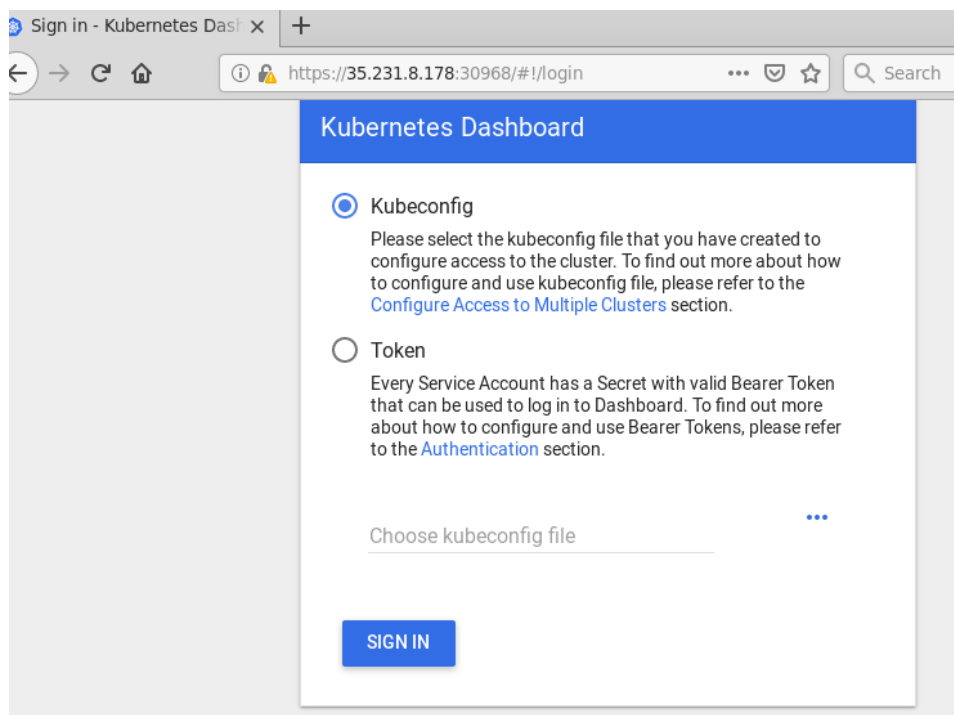 Sign in - Kubernetes Dash
https://35.231.8.178:30968/#!/login
Search
Kubernetes Dashboard
Kubeconfig
Please select the kubeconfig file that you have created to
configure access to the cluster. To find out more about how
to configure and use kubeconfig file, please refer to the
Configure Access to Multiple Clusters section.
Token
Every Service Account has a Secret with valid Bearer Token
that can be used to log in to Dashboard. To find out more
about how to configure and use Bearer Tokens, please refer
to the Authentication section.
Choose kubeconfig file
SIGN IN